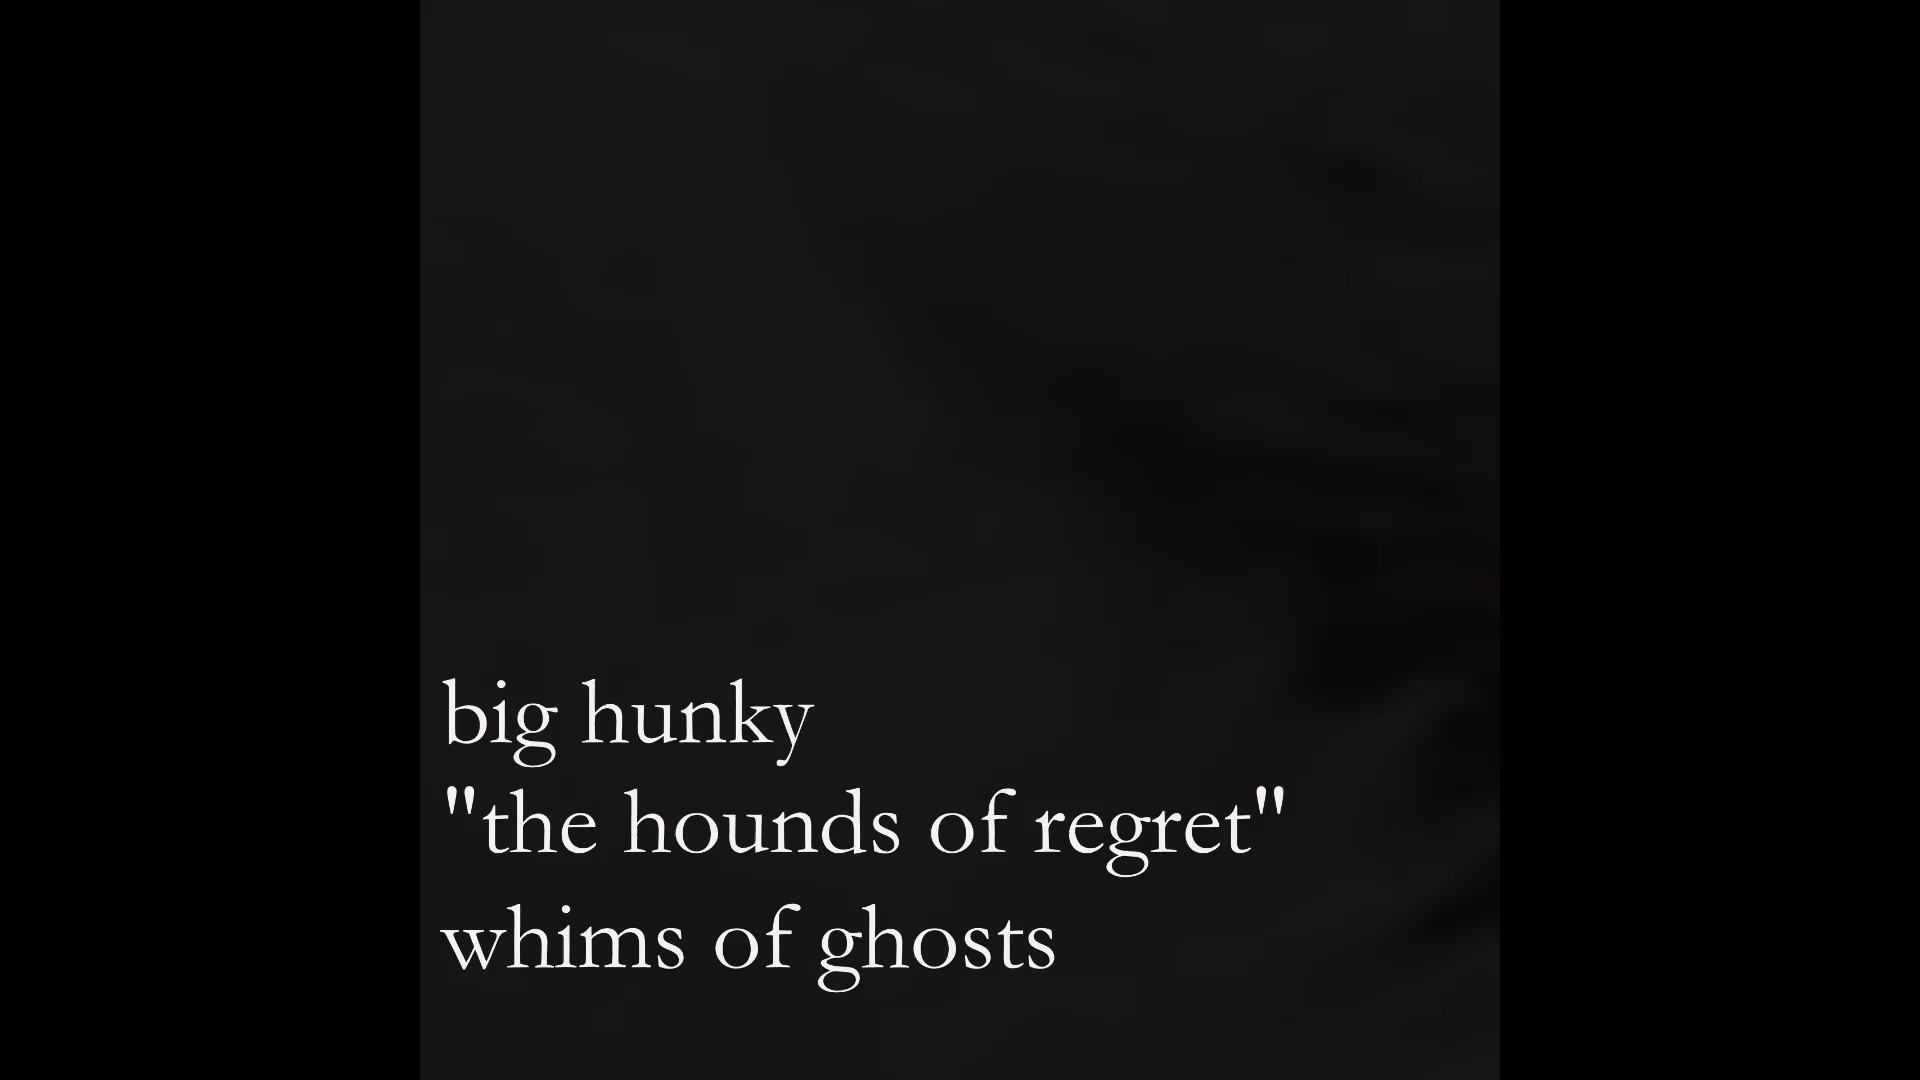 big hunky
"the hounds of regret"
whims of ghosts